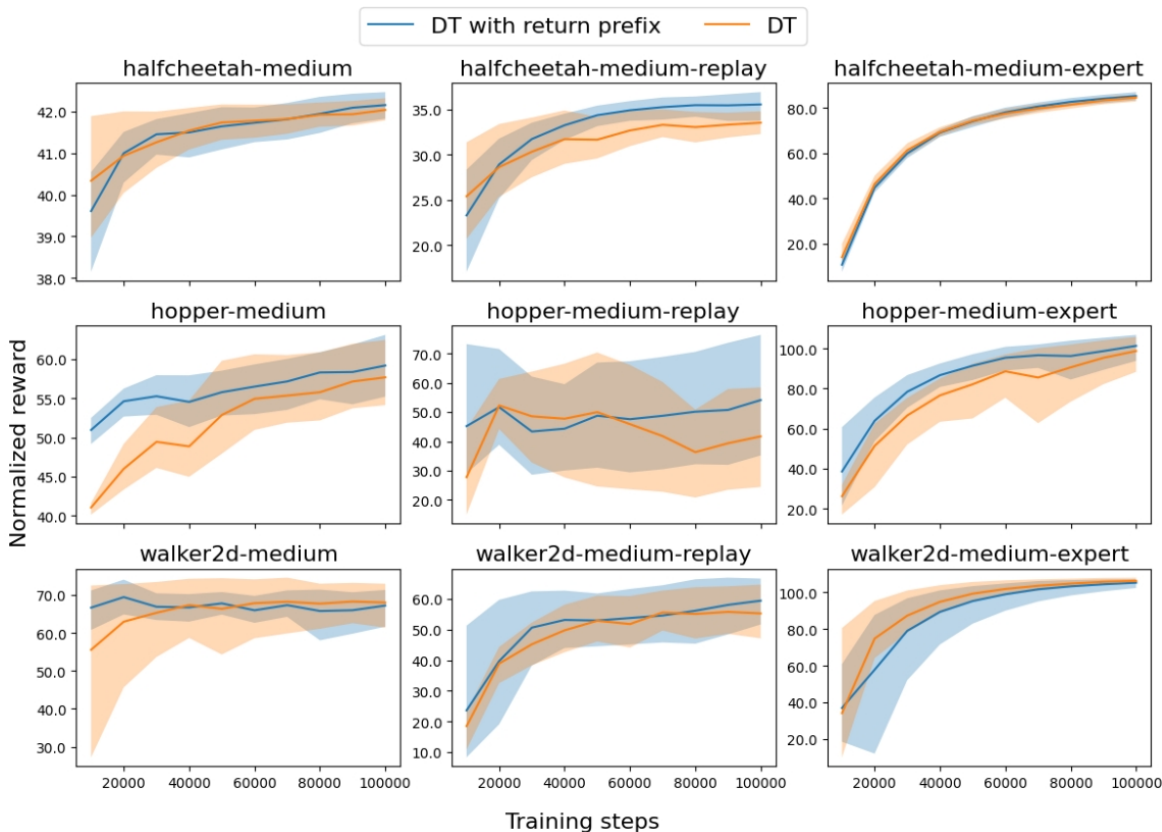 DT with return prefix DT
halfcheetah-medium halfcheetah-medium-replay halfcheetah-medium-expert
42.0 35.0 80.0
41.0 30.0 60.0
40.0 25.0 40.0
39.0 20.0 20.0
38.0
hopper-medium hopper-medium-replay hopper-medium-expert
60.0 70.0 100.0
55.0 60.0 80.0
50.0 50.0 60.0
45.0 40.0 40.0
40.0 30.0 20.0
20.0
Normalized reward
walker2d-medium walker2d-medium-replay walker2d-medium-expert
70.0 60.0 100.0
60.0 50.0 80.0
50.0 40.0 60.0
40.0 30.0 40.0
30.0 20.0 20.0
10.0
20000 40000 60000 80000 100000 20000 40000 60000 80000 100000 20000 40000 60000 80000 100000
Training steps